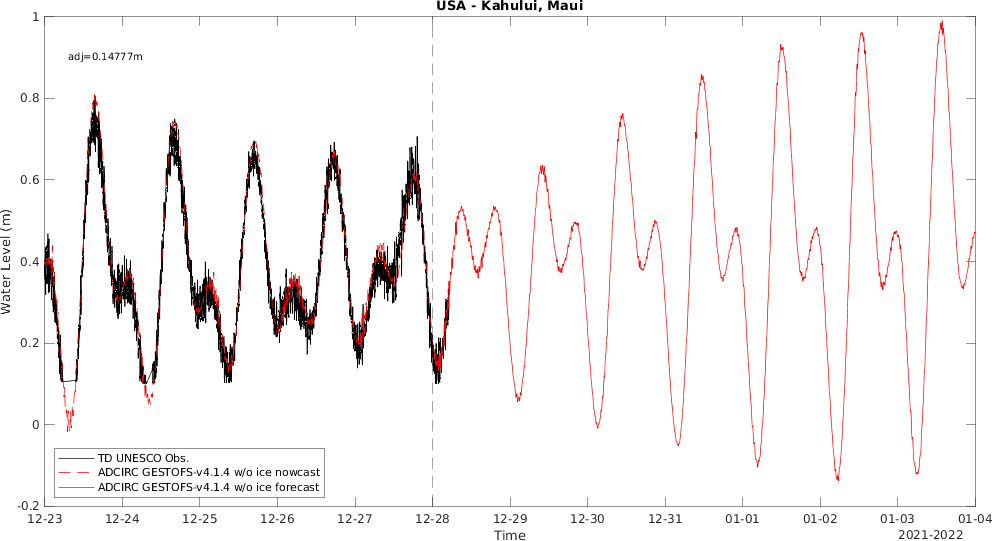 USA - Kahului, Maui
adj=0.14777m
1
0.8
0.6
0.4
0.2
0
-0.2
Water Level (m)
TD UNESCO Obs.
ADCIRC GESTOFS-v4.1.4 w/o ice nowcast
ADCIRC GESTOFS-v4.1.4 w/o ice forecast
12-23 12-24 12-25 12-26 12-27 12-28 12-29 12-30 12-31 01-01 01-02 01-03 01-04
Time
2021-2022